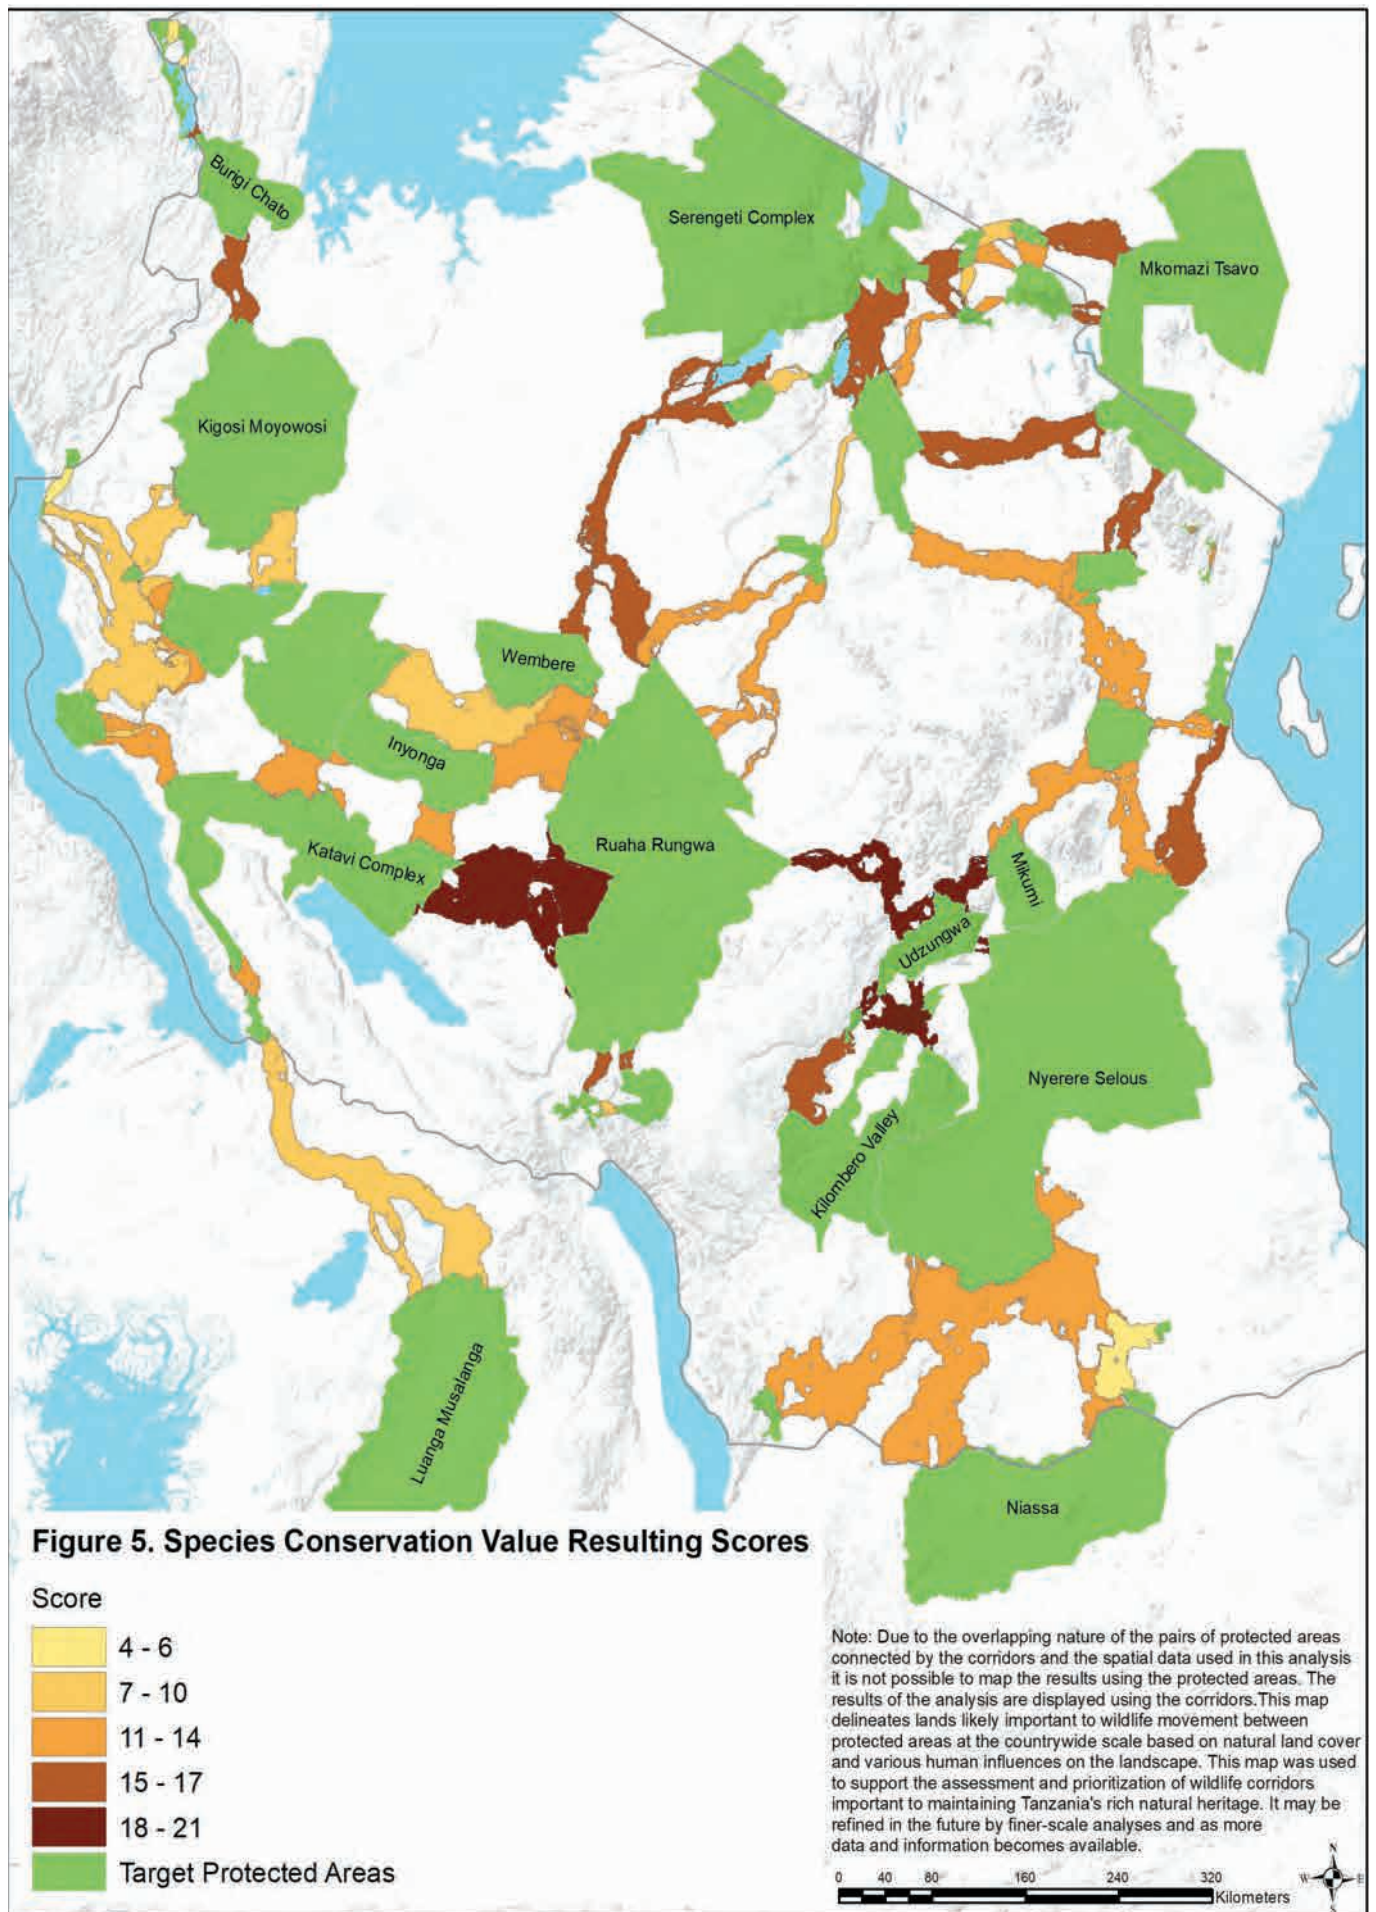 Burigi Chato
Serengeti Complex
Mkomazi Tsavo
Kigosi Moyowosi
Wembere
Inyonga
Ruaha Rungwa
Katavi Complex
Mikumi
Udzungwa
Nyerere Selous
Kilombero Valley
Luanga Musalanga
Niassa
Figure 5. Species Conservation Value Resulting Scores
Score
4 - 6
7 - 10
11 - 14
15 - 17
18 - 21
Target Protected Areas
Note: Due to the overlapping nature of the pairs of protected areas
connected by the corridors and the spatial data used in this analysis
it is not possible to map the results using the protected areas. The
results of the analysis are displayed using the corridors.This map
delineates lands likely important to wildlife movement between
protected areas at the countrywide scale based on natural land cover
and various human influences on the landscape. This map was used
to support the assessment and prioritization of wildlife corridors
important to maintaining Tanzania's rich natural heritage. It may be
refined in the future by finer-scale analyses and as more
data and information becomes available.
0 40 80 160 240 320
Kilometers
N
W E
S